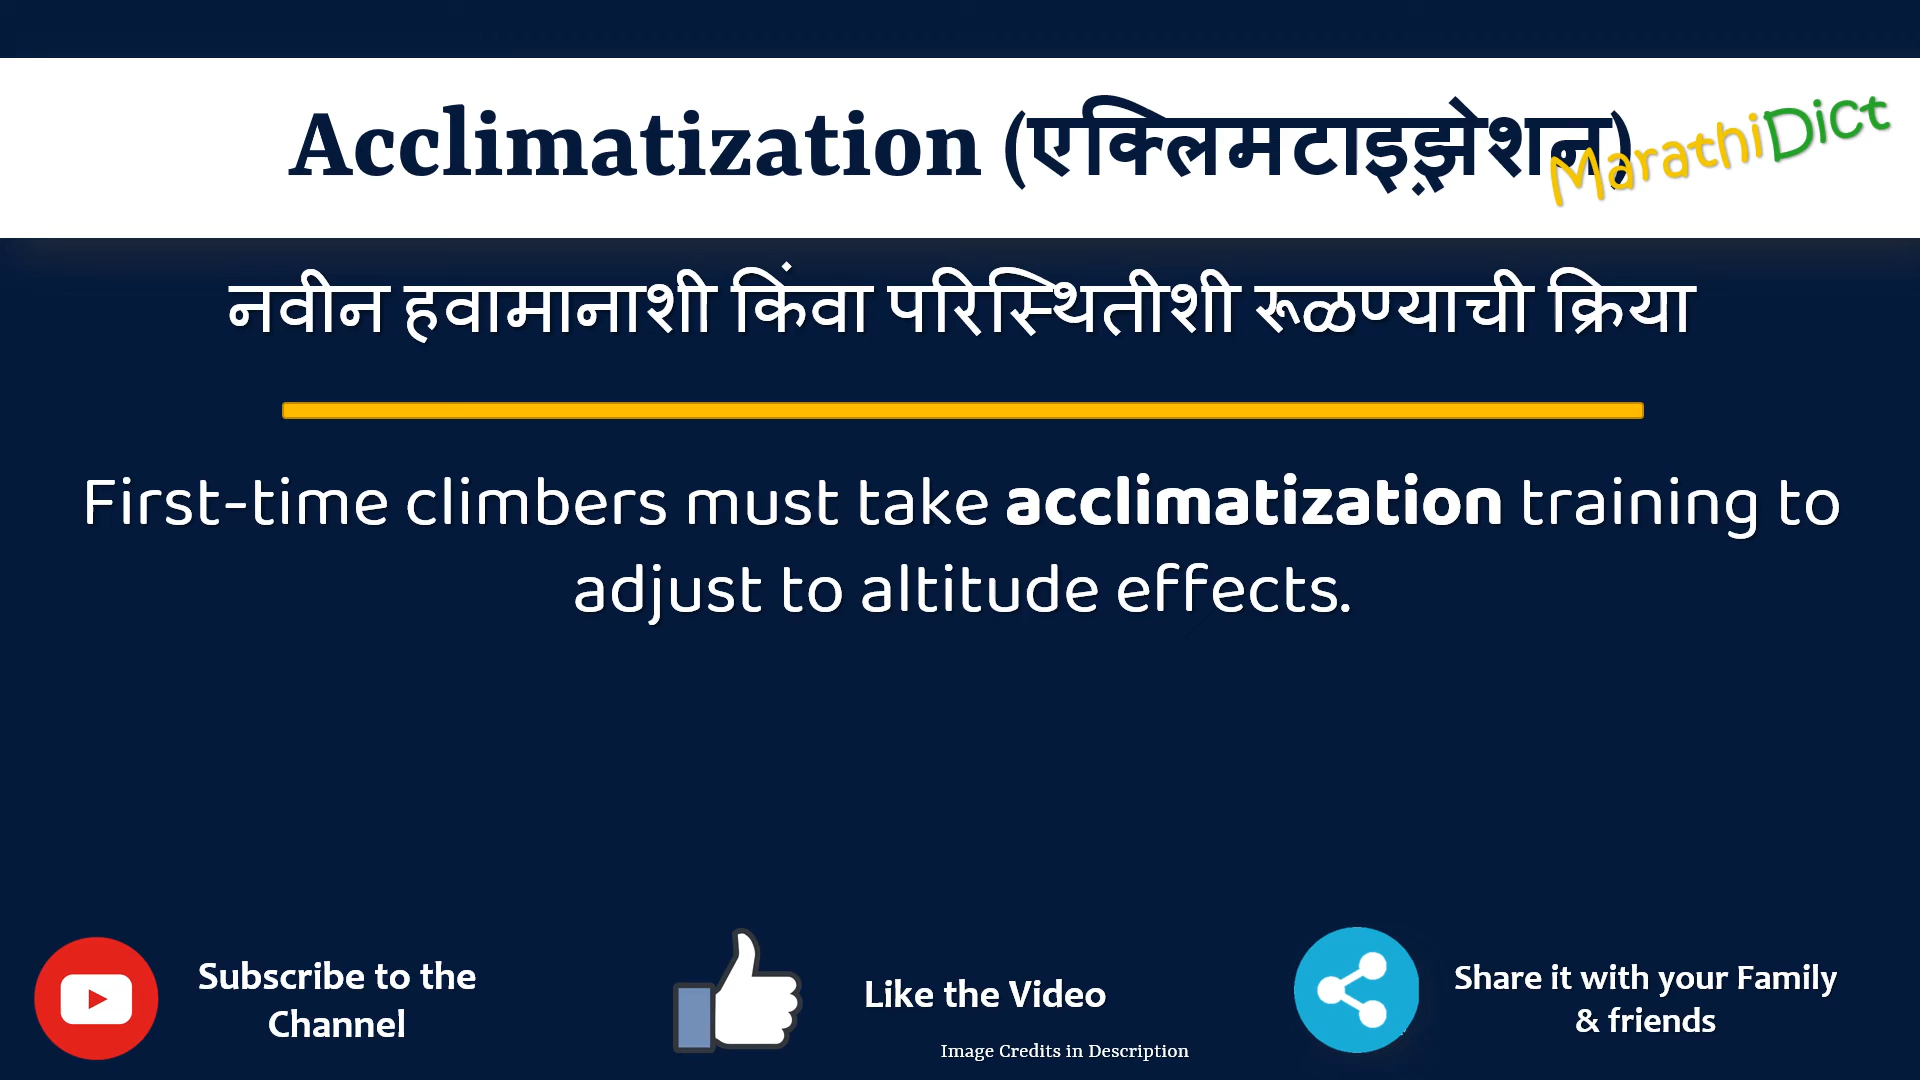 Acclimatization (एक्लिमटाइझ़ेशन)
MarathiDict
नवीन हवामानाशी किंवा परिस्थितीशी रूळण्याची क्रिया
First-time climbers must take acclimatization training to
adjust to altitude effects.
Subscribe to the
Channel
Like the Video
Share it with your Family
& friends
Image Credits in Description